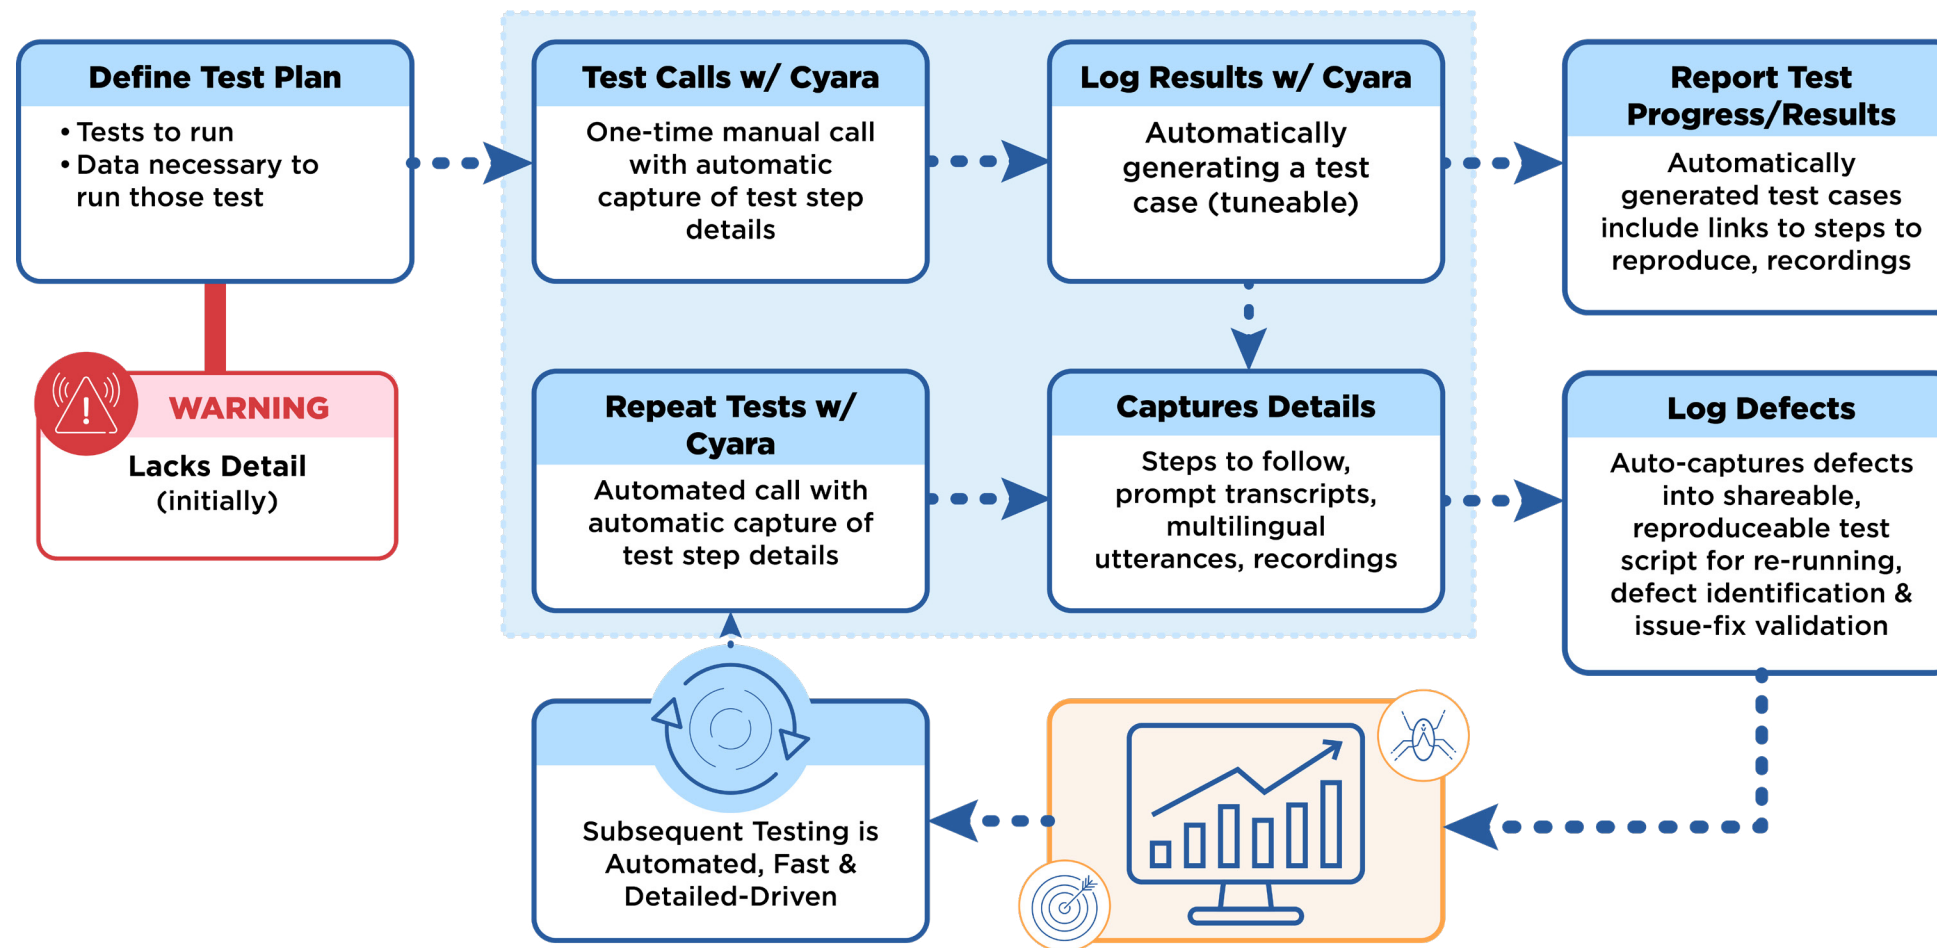 Define Test Plan
• Tests to run
• Data necessary to
run those test
WARNING
Lacks Detail
(initially)
Test Calls w/ Cyara
One-time manual call
with automatic
capture of test step
details
Log Results w/ Cyara
Automatically
generating a test
case (tuneable)
Report Test
Progress/Results
Automatically
generated test cases
include links to steps to
reproduce, recordings
Repeat Tests w/
Cyara
Automated call with
automatic capture of
test step details
Captures Details
Steps to follow,
prompt transcripts,
multilingual
utterances, recordings
Log Defects
Auto-captures defects
into shareable,
reproduceable test
script for re-running,
defect identification &
issue-fix validation
Subsequent Testing is
Automated, Fast &
Detailed-Driven